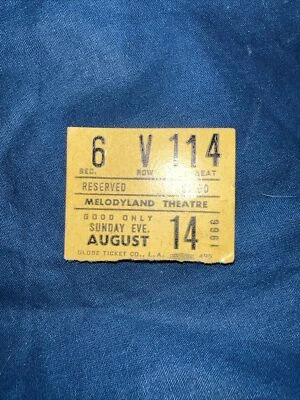 6 V 114
SEC. ROW SEAT
RESERVED
MELODYLAND THEATRE
GOOD ONLY
SUNDAY EVE.
AUGUST 14 1966
GLOBE TICKET CO., L.A.